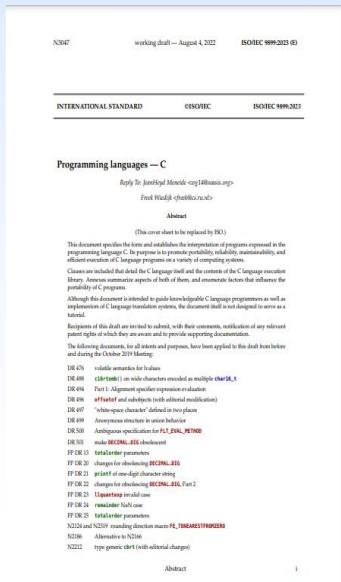 N3047 working draft — August 4, 2022 ISO/IEC 9899:2023 (E)
INTERNATIONAL STANDARD ©ISO/IEC ISO/IEC 9899:2023
Programming languages — C
Reply To: JeanHeyd Meneide <wg14@soasis.org>
Freek Wiedijk <freek@cs.ru.nl>
Abstract
(This cover sheet to be replaced by ISO.)
This document specifies the form and establishes the interpretation of programs expressed in the
programming language C. Its purpose is to promote portability, reliability, maintainability, and
efficient execution of C language programs on a variety of computing systems.
Clauses are included that detail the C language itself and the contents of the C language execution
library. Annexes summarize aspects of both of them, and enumerate factors that influence the
portability of C programs.
Although this document is intended to guide knowledgeable C language programmers as well as
implementors of C language translation systems, the document itself is not designed to serve as a
tutorial.
Recipients of this draft are invited to submit, with their comments, notification of any relevant
patent rights of which they are aware and to provide supporting documentation.
The following documents, for all intents and purposes, have been applied to this draft from before
and during the October 2019 Meeting:
DR 476 volatile semantics for lvalues
DR 488 c16rtomb() on wide characters encoded as multiple char16_t
DR 494 Part 1: Alignment specifier expression evaluation
DR 496 offsetof and subobjects (with editorial modification)
DR 497 "white-space character" defined in two places
DR 499 Anonymous structure in union behavior
DR 500 Ambiguous specification for FLT_EVAL_METHOD
DR 501 make DECIMAL_DIG obsolescent
FP DR 13 totalorder parameters
FP DR 20 changes for obsolescing DECIMAL_DIG
FP DR 21 printf of one-digit character string
FP DR 22 changes for obsolescing DECIMAL_DIG, Part 2
FP DR 23 llquantexp invalid case
FP DR 24 remainder NaN case
FP DR 25 totalorder parameters
N2124 and N2319 rounding direction macro FE_TONEARESTFROMZERO
N2186 Alternative to N2166
N2212 type generic cbrt (with editorial changes)
Abstract i